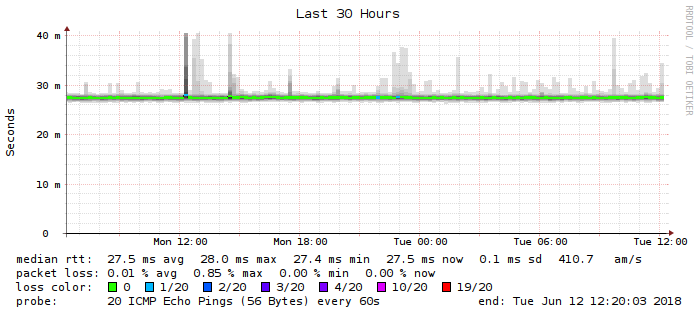 Last 30 Hours
RRDTOOL / TOBI OETIKER
Seconds
40 m
30 m
20 m
10 m
0
Mon 12:00 Mon 18:00 Tue 00:00 Tue 06:00 Tue 12:00
median rtt: 27.5 ms avg 28.0 ms max 27.4 ms min 27.5 ms now 0.1 ms sd 410.7 am/s
packet loss: 0.01 % avg 0.85 % max 0.00 % min 0.00 % now
loss color: 0 1/20 2/20 3/20 4/20 10/20 19/20
probe: 20 ICMP Echo Pings (56 Bytes) every 60s end: Tue Jun 12 12:20:03 2018